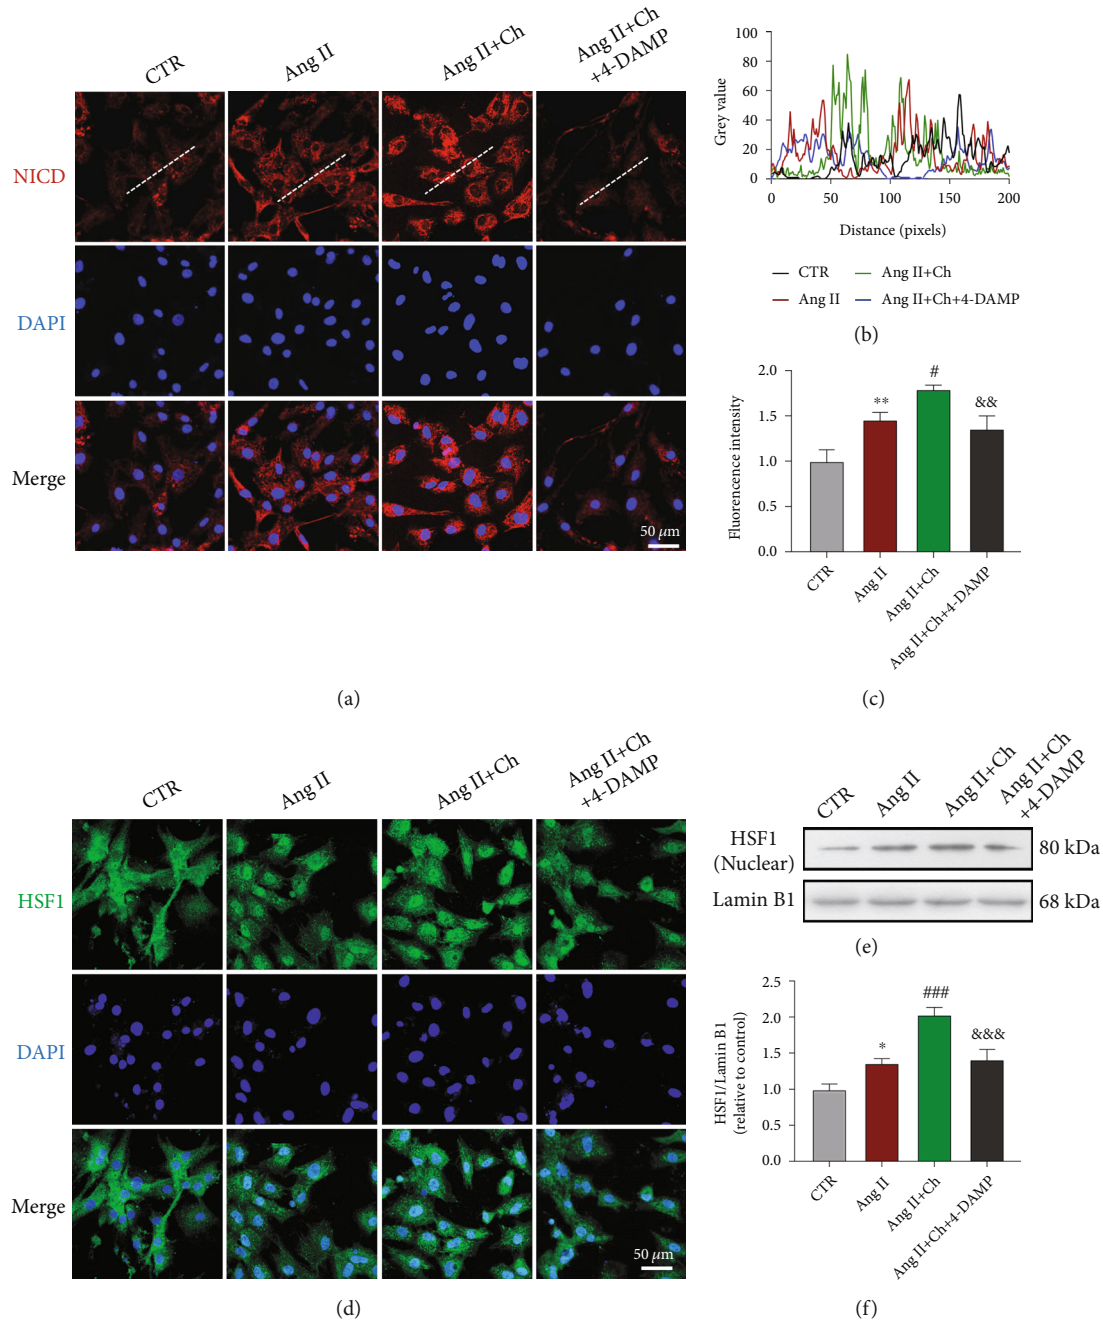 CTR
Ang II
Ang II+Ch
Ang II+Ch
+4-DAMP
NICD
DAPI
Merge
50 μm
(a)
100
80
60
40
20
0
Grey value
0
50
100
150
200
Distance (pixels)
CTR
Ang II+Ch
Ang II
Ang II+Ch+4-DAMP
(b)
2.0
1.5
1.0
0.5
0.0
Fluorencence intensity
**
#
&&
CTR
Ang II
Ang II+Ch
Ang II+Ch+4-DAMP
(c)
CTR
Ang II
Ang II+Ch
Ang II+Ch
+4-DAMP
HSF1
DAPI
Merge
50 μm
(d)
CTR
Ang II
Ang II+Ch
Ang II+Ch
+4-DAMP
HSF1
(Nuclear)
80 kDa
Lamin B1
68 kDa
(e)
2.5
2.0
1.5
1.0
0.5
0.0
HSF1/Lamin B1
(relative to control)
*
###
&&&
CTR
Ang II
Ang II+Ch
Ang II+Ch+4-DAMP
(f)